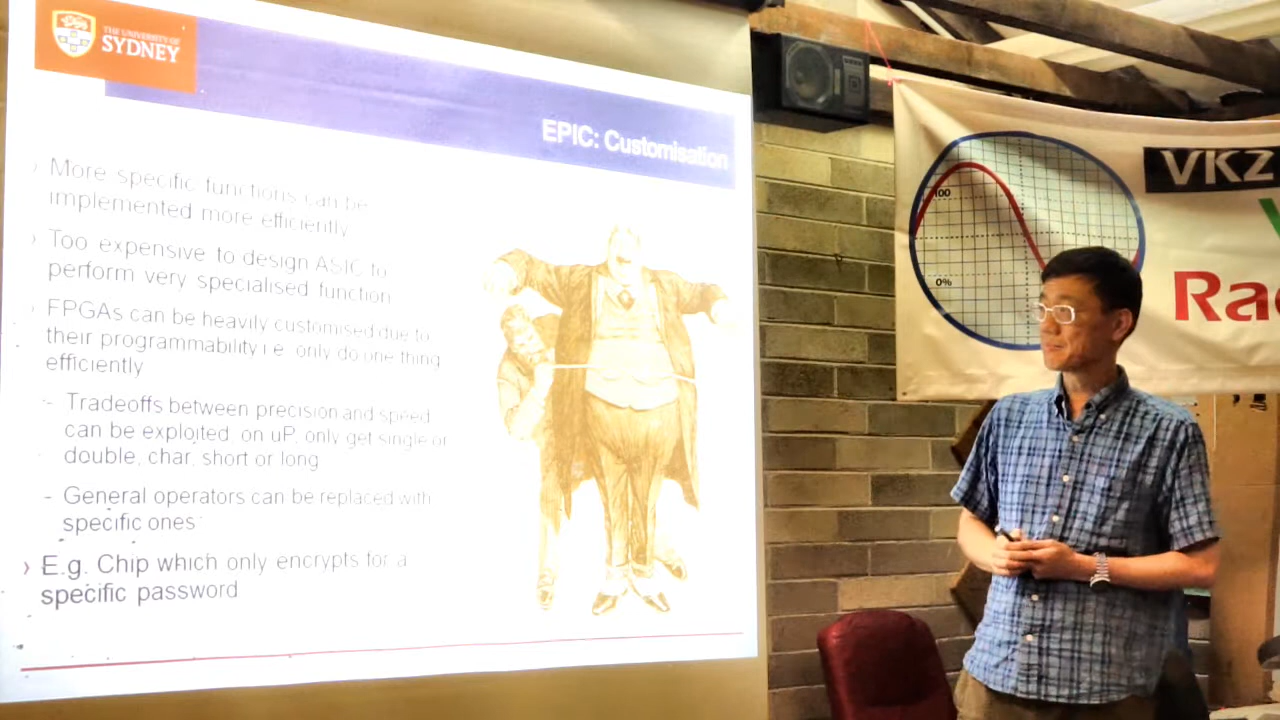 THE UNIVERSITY OF
SYDNEY
EPIC: Customisation
› More specific functions can be
implemented more efficiently
› Too expensive to design ASIC to
perform very specialised function
› FPGAs can be heavily customised due to
their programmability i.e. only do one thing
efficiently
- Tradeoffs between precision and speed
can be exploited, on uP, only get single or
double, char, short or long
- General operators can be replaced with
specific ones
› E.g. Chip which only encrypts for a
specific password
100
0%
VK2
Ra